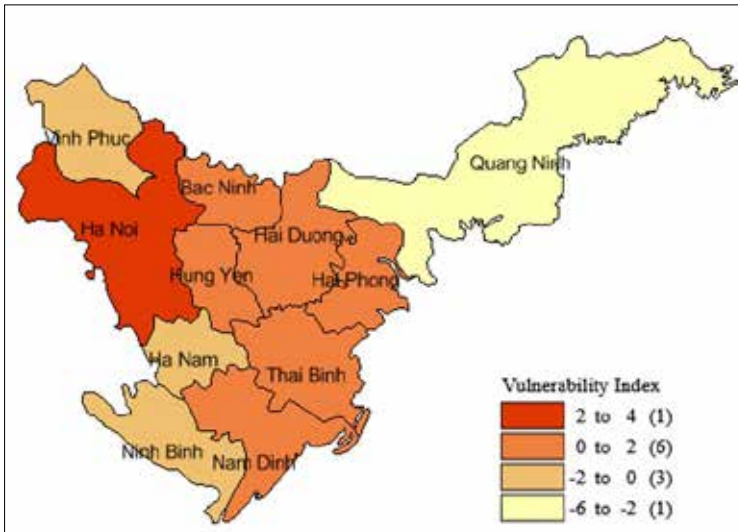 Vinh Phuc
Quang Ninh
Bac Ninh
Ha Noi
Hai Duong
Hung Yen
Hai Phong
Ha Nam
Thai Binh
Ninh Binh
Nam Dinh
Vulnerability Index
2 to 4 (1)
0 to 2 (6)
-2 to 0 (3)
-6 to -2 (1)